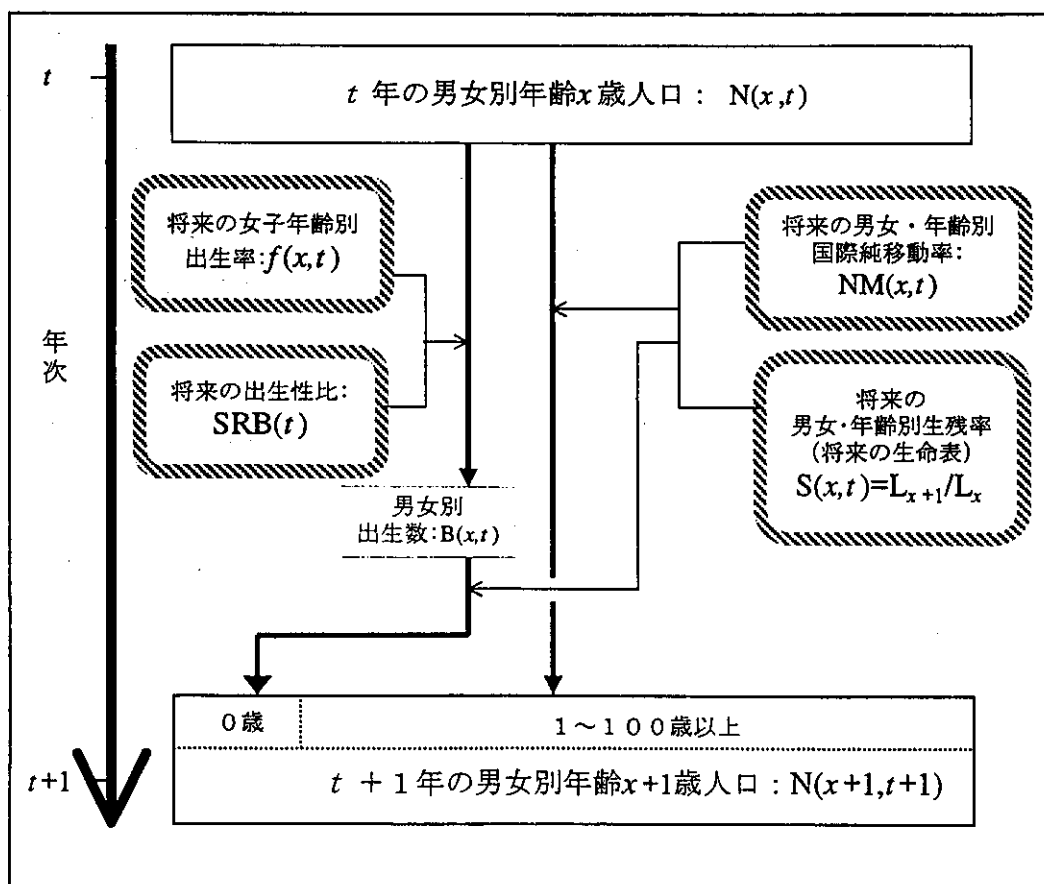 t
t 年の男女別年齢x歳人口： N(x,t)
将来の女子年齢別
出生率：f(x,t)
将来の男女・年齢別
国際純移動率：
NM(x,t)
年次
将来の出生性比：
SRB(t)
将来の
男女・年齢別生残率
(将来の生命表)
S(x,t)=Lx+1/Lx
男女別
出生数：B(x,t)
０歳
１～１００歳以上
t+1
t ＋１年の男女別年齢x+1歳人口：N(x+1,t+1)